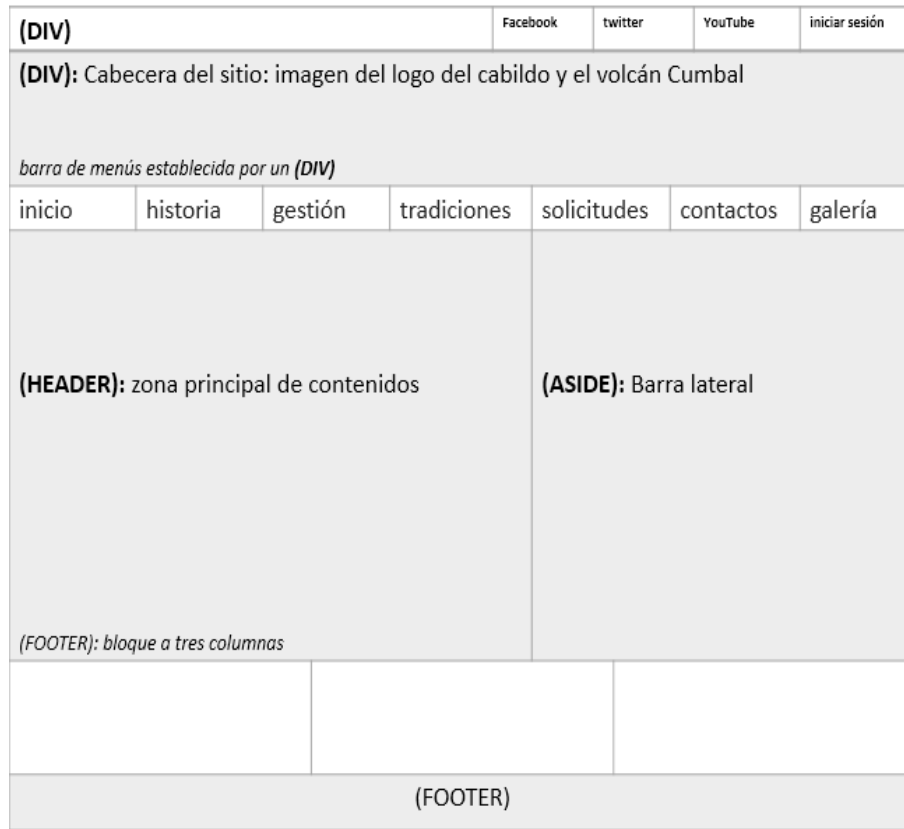 (DIV) Facebook twitter YouTube iniciar sesión
(DIV): Cabecera del sitio: imagen del logo del cabildo y el volcán Cumbal
barra de menús establecida por un (DIV)
inicio historia gestión tradiciones solicitudes contactos galería
(HEADER): zona principal de contenidos (ASIDE): Barra lateral
(FOOTER): bloque a tres columnas
(FOOTER)